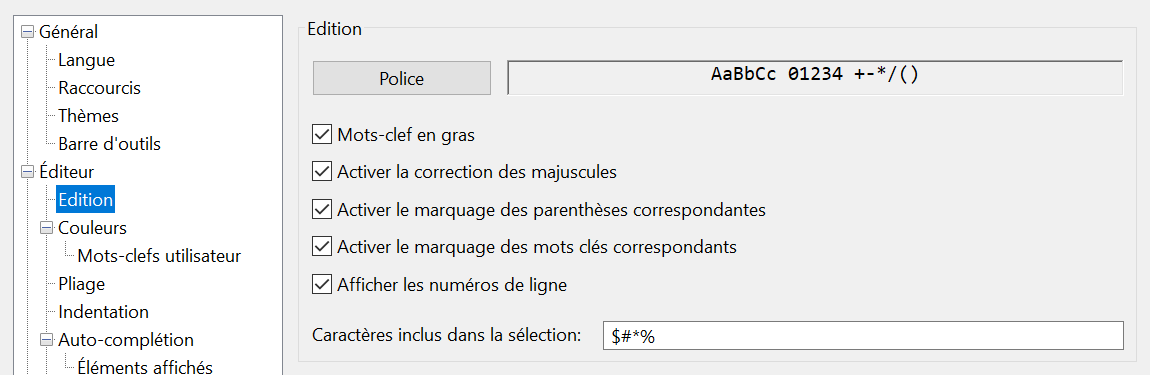 Général
Langue
Raccourcis
Thèmes
Barre d'outils
Éditeur
Edition
Couleurs
Mots-clefs utilisateur
Pliage
Indentation
Auto-complétion
Éléments affichés
Edition
Police
AaBbCc 01234 +-*/()
Mots-clef en gras
Activer la correction des majuscules
Activer le marquage des parenthèses correspondantes
Activer le marquage des mots clés correspondants
Afficher les numéros de ligne
Caractères inclus dans la sélection:
$#*%